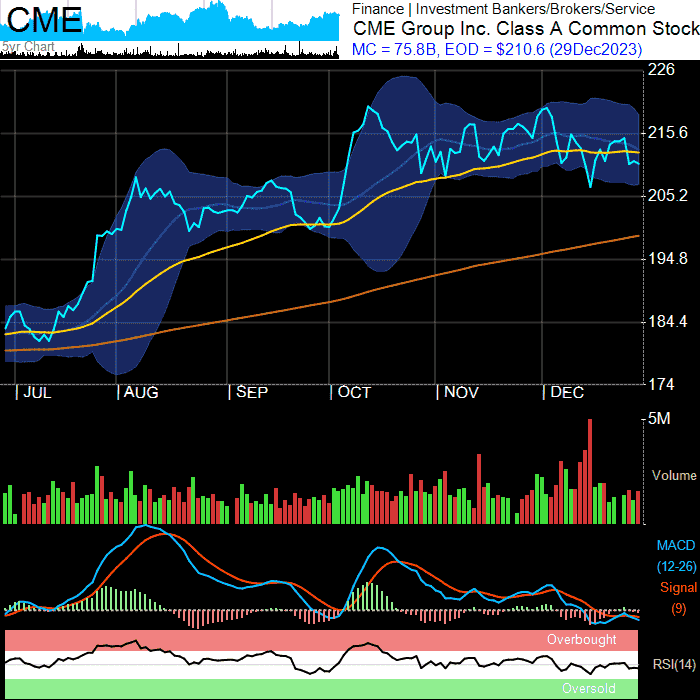 CME
5yr Chart
Finance | Investment Bankers/Brokers/Service
CME Group Inc. Class A Common Stock
MC = 75.8B, EOD = $210.6 (29Dec2023)
226
215.6
205.2
194.8
184.4
174
| JUL | AUG | SEP | OCT | NOV | DEC
5M
Volume
MACD
(12-26)
Signal
(9)
Overbought
RSI(14)
Oversold